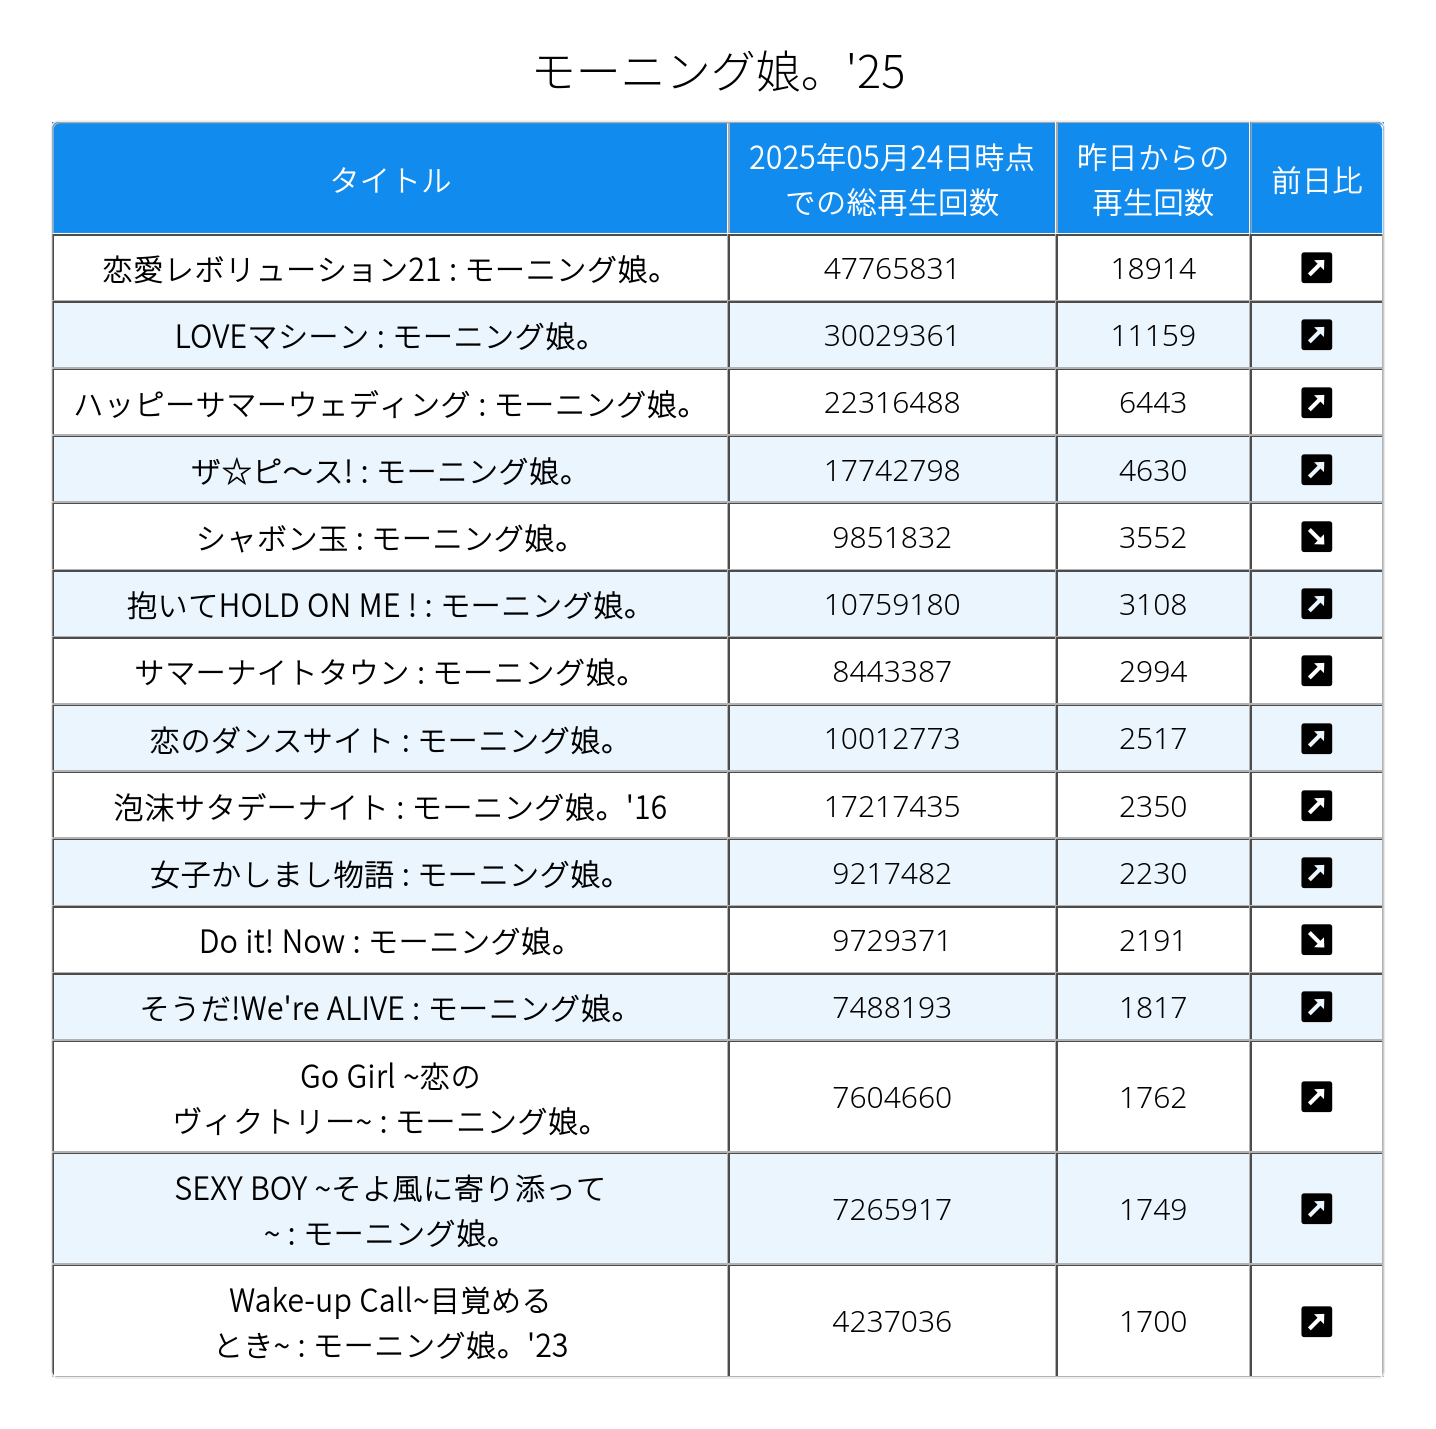 モーニング娘。'25
タイトル
2025年05月24日時点
での総再生回数
昨日からの
再生回数
前日比
恋愛レボリューション21 : モーニング娘。
47765831
18914
LOVEマシーン : モーニング娘。
30029361
11159
ハッピーサマーウェディング : モーニング娘。
22316488
6443
ザ☆ピ〜ス! : モーニング娘。
17742798
4630
シャボン玉 : モーニング娘。
9851832
3552
抱いてHOLD ON ME ! : モーニング娘。
10759180
3108
サマーナイトタウン : モーニング娘。
8443387
2994
恋のダンスサイト : モーニング娘。
10012773
2517
泡沫サタデーナイト : モーニング娘。'16
17217435
2350
女子かしまし物語 : モーニング娘。
9217482
2230
Do it! Now : モーニング娘。
9729371
2191
そうだ!We're ALIVE : モーニング娘。
7488193
1817
Go Girl ~恋の
ヴィクトリー~ : モーニング娘。
7604660
1762
SEXY BOY ~そよ風に寄り添って
~ : モーニング娘。
7265917
1749
Wake-up Call~目覚める
とき~ : モーニング娘。'23
4237036
1700